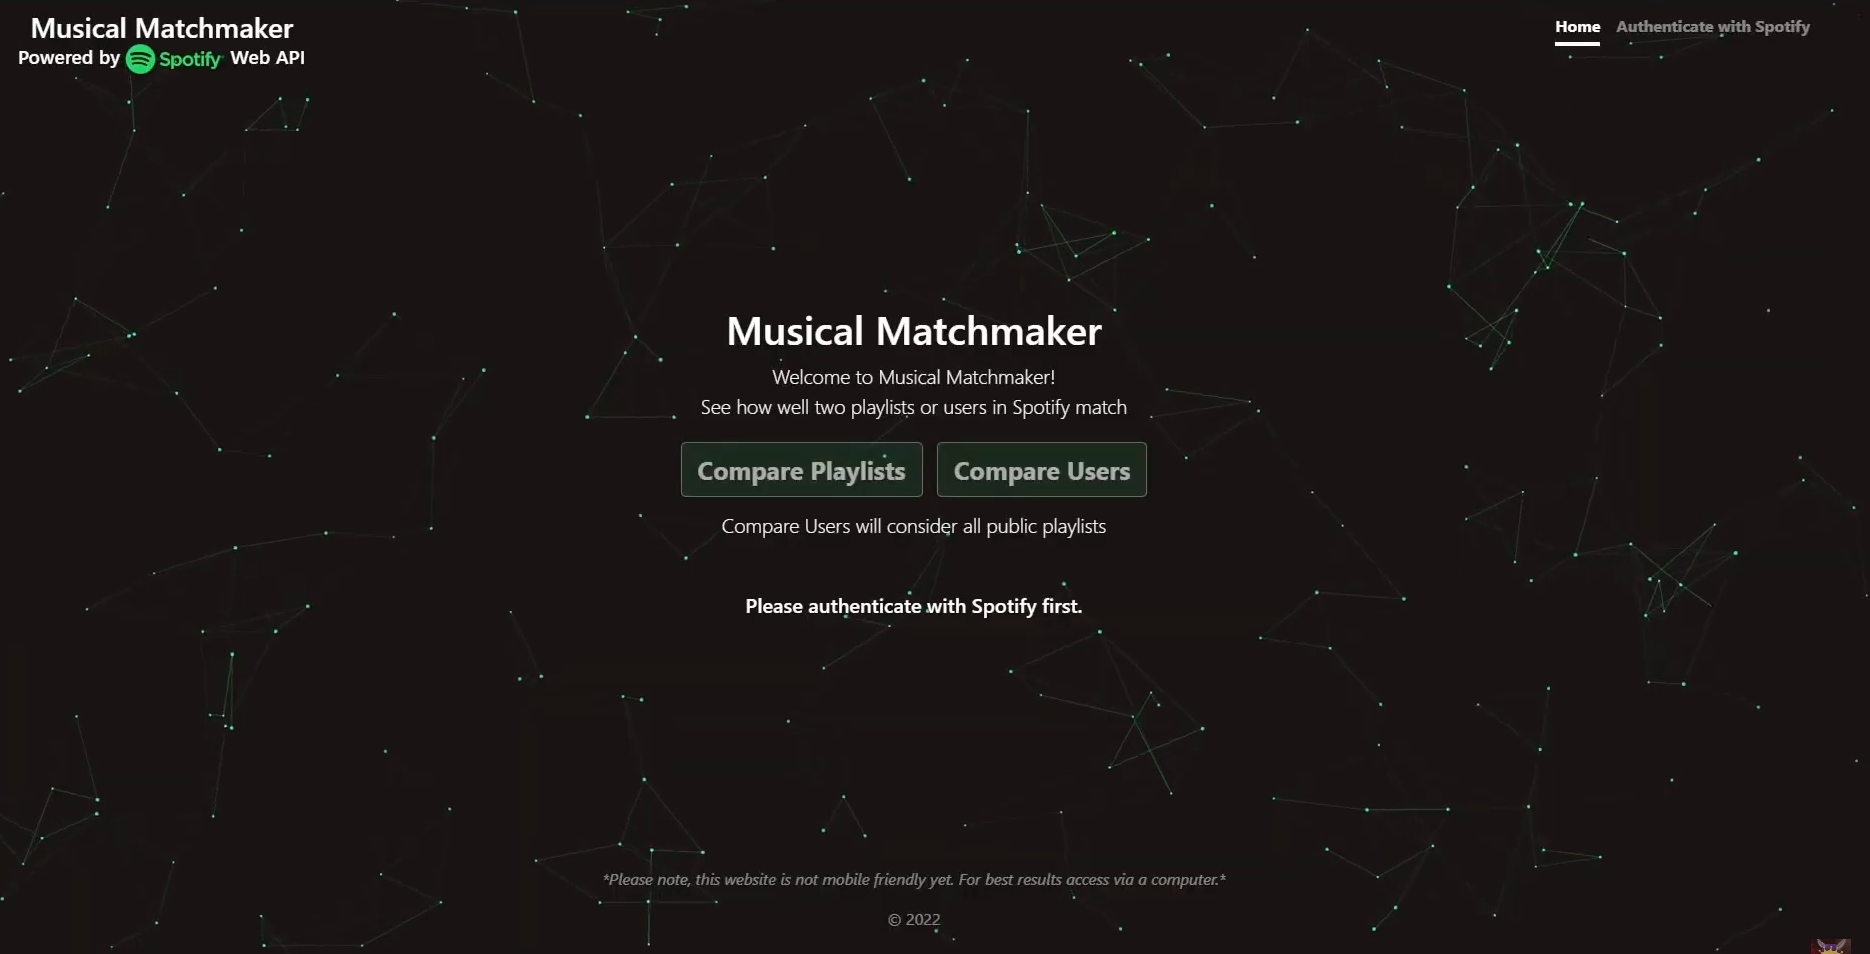 Musical Matchmaker
Powered by Spotify Web API
Home Authenticate with Spotify
Musical Matchmaker
Welcome to Musical Matchmaker!
See how well two playlists or users in Spotify match
Compare Playlists Compare Users
Compare Users will consider all public playlists
Please authenticate with Spotify first.
*Please note, this website is not mobile friendly yet. For best results access via a computer.*
© 2022